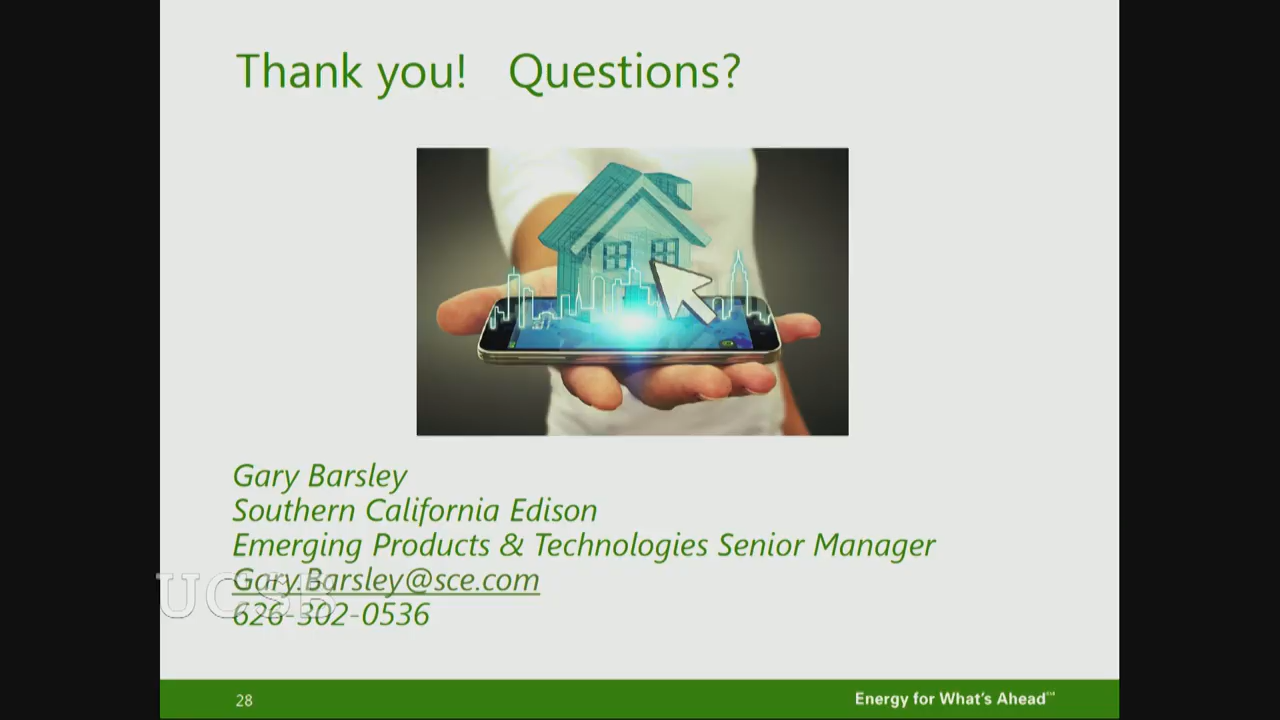 Thank you! Questions?
Gary Barsley
Southern California Edison
Emerging Products & Technologies Senior Manager
Gary.Barsley@sce.com
626-302-0536
UCSB
28
Energy for What's Ahead℠